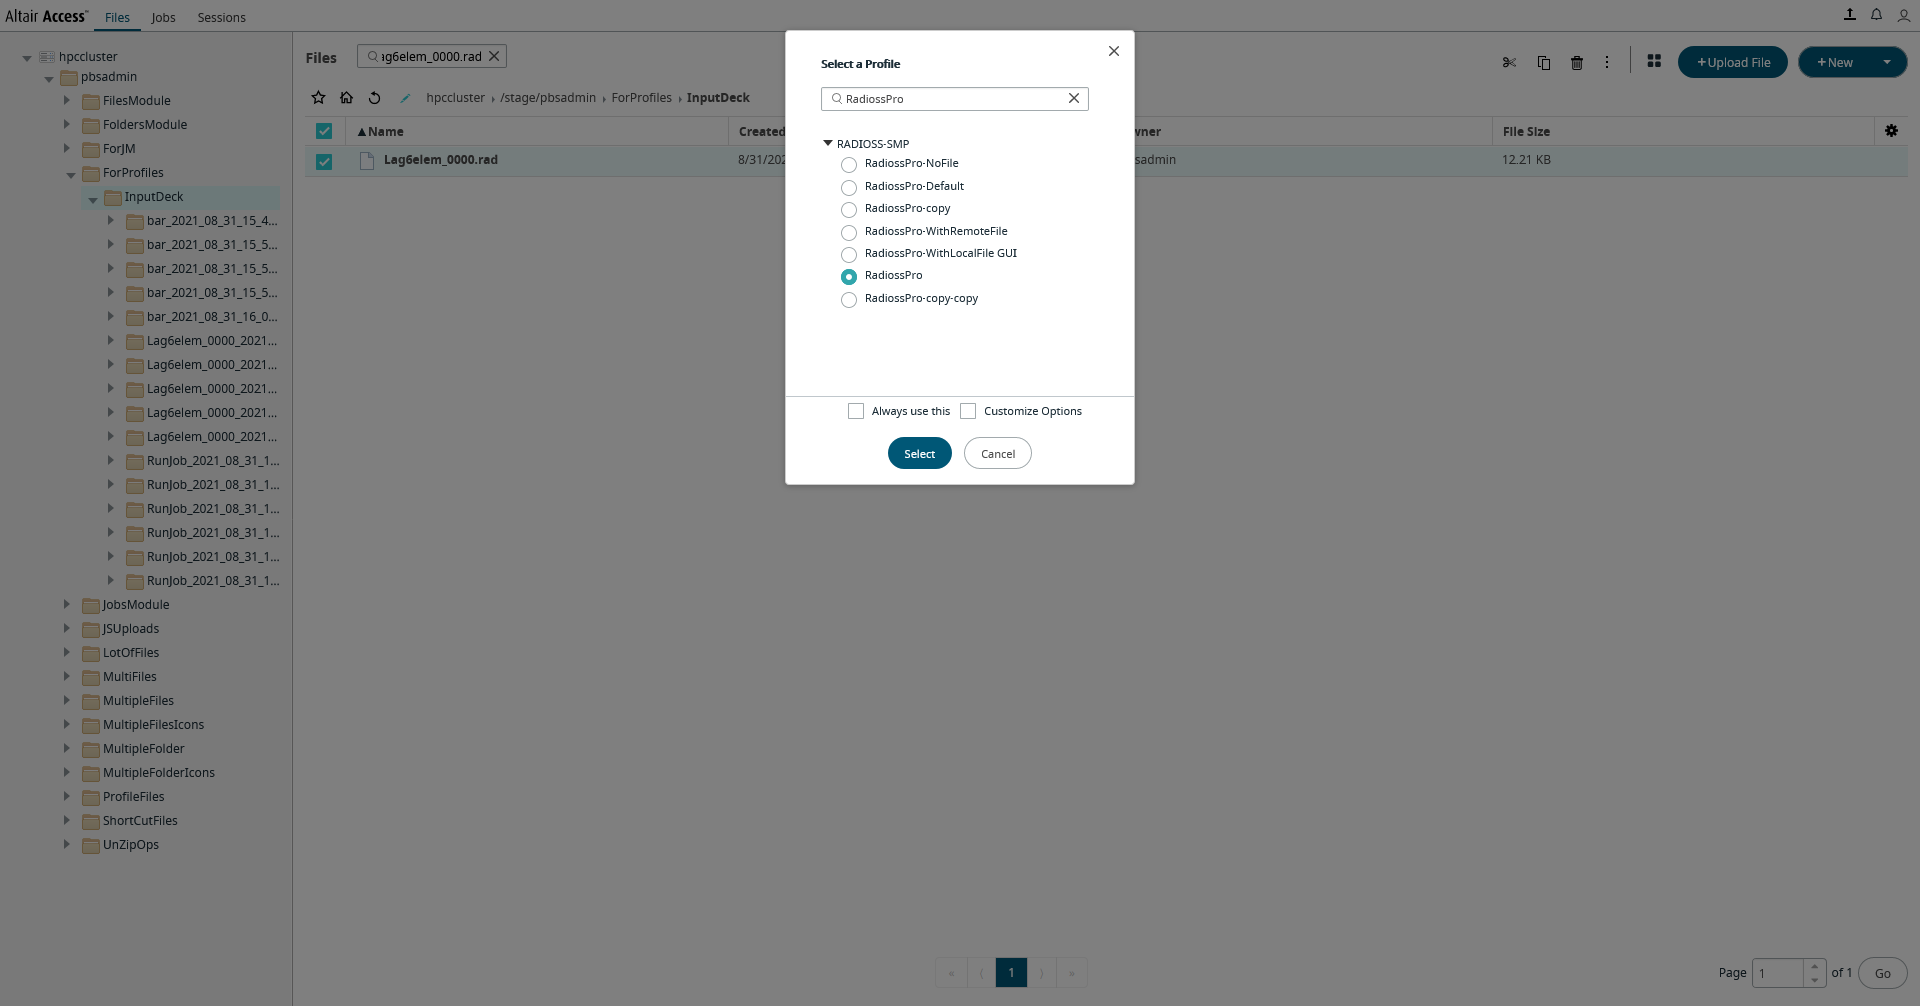 Altair Access™ Files Jobs Sessions
hpccluster
pbsadmin
FilesModule
FoldersModule
ForJM
ForProfiles
InputDeck
bar_2021_08_31_15_4...
bar_2021_08_31_15_5...
bar_2021_08_31_15_5...
bar_2021_08_31_15_5...
bar_2021_08_31_16_0...
Lag6elem_0000_2021...
Lag6elem_0000_2021...
Lag6elem_0000_2021...
Lag6elem_0000_2021...
Lag6elem_0000_2021...
RunJob_2021_08_31_1...
RunJob_2021_08_31_1...
RunJob_2021_08_31_1...
RunJob_2021_08_31_1...
RunJob_2021_08_31_1...
RunJob_2021_08_31_1...
JobsModule
JSUploads
LotOfFiles
MultiFiles
MultipleFiles
MultipleFilesIcons
MultipleFolder
MultipleFolderIcons
ProfileFiles
ShortCutFiles
UnZipOps
Files ag6elem_0000.rad
+Upload File +New
hpccluster › /stage/pbsadmin › ForProfiles › InputDeck
▲Name Created wner File Size
Lag6elem_0000.rad 8/31/202 sadmin 12.21 KB
Select a Profile
RadiossPro
RADIOSS-SMP
RadiossPro-NoFile
RadiossPro-Default
RadiossPro-copy
RadiossPro-WithRemoteFile
RadiossPro-WithLocalFile GUI
RadiossPro
RadiossPro-copy-copy
Always use this Customize Options
Select Cancel
« ⟨ 1 ⟩ » Page 1 of 1 Go